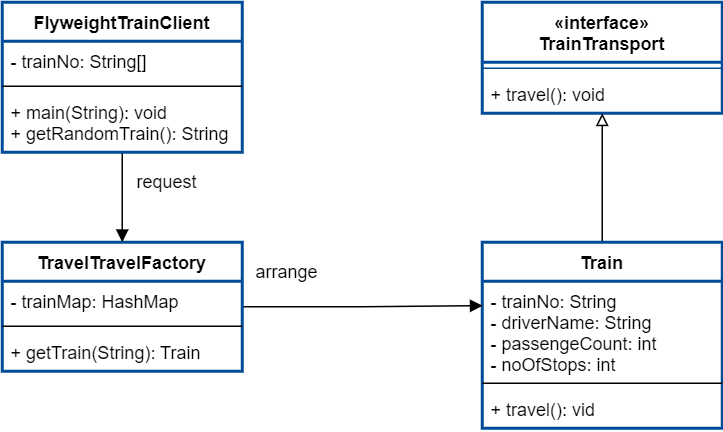 FlyweightTrainClient
- trainNo: String[]
+ main(String): void
+ getRandomTrain(): String
«interface»
TrainTransport
+ travel(): void
request
TravelTravelFactory
- trainMap: HashMap
+ getTrain(String): Train
arrange
Train
- trainNo: String
- driverName: String
- passengeCount: int
- noOfStops: int
+ travel(): vid